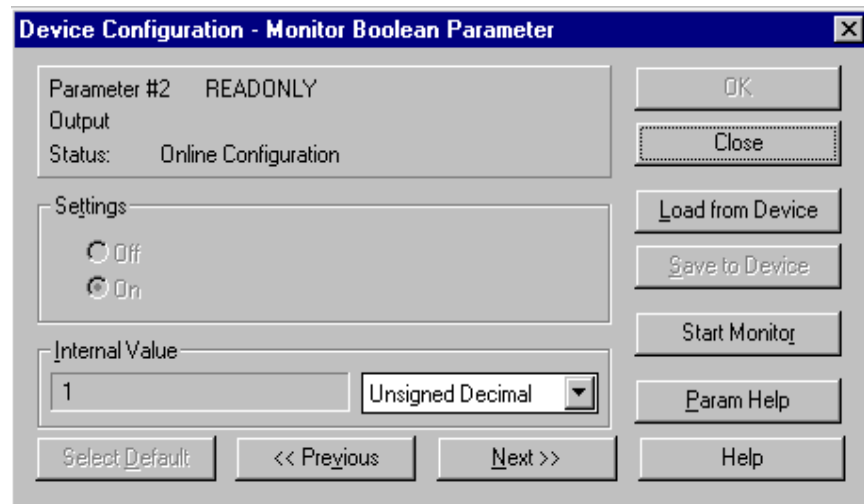 Device Configuration - Monitor Boolean Parameter
Parameter #2 READONLY
Output
Status: Online Configuration
OK
Close
Settings
Off
On
Load from Device
Save to Device
Internal Value
1
Unsigned Decimal
Start Monitor
Param Help
Select Default
<< Previous
Next >>
Help